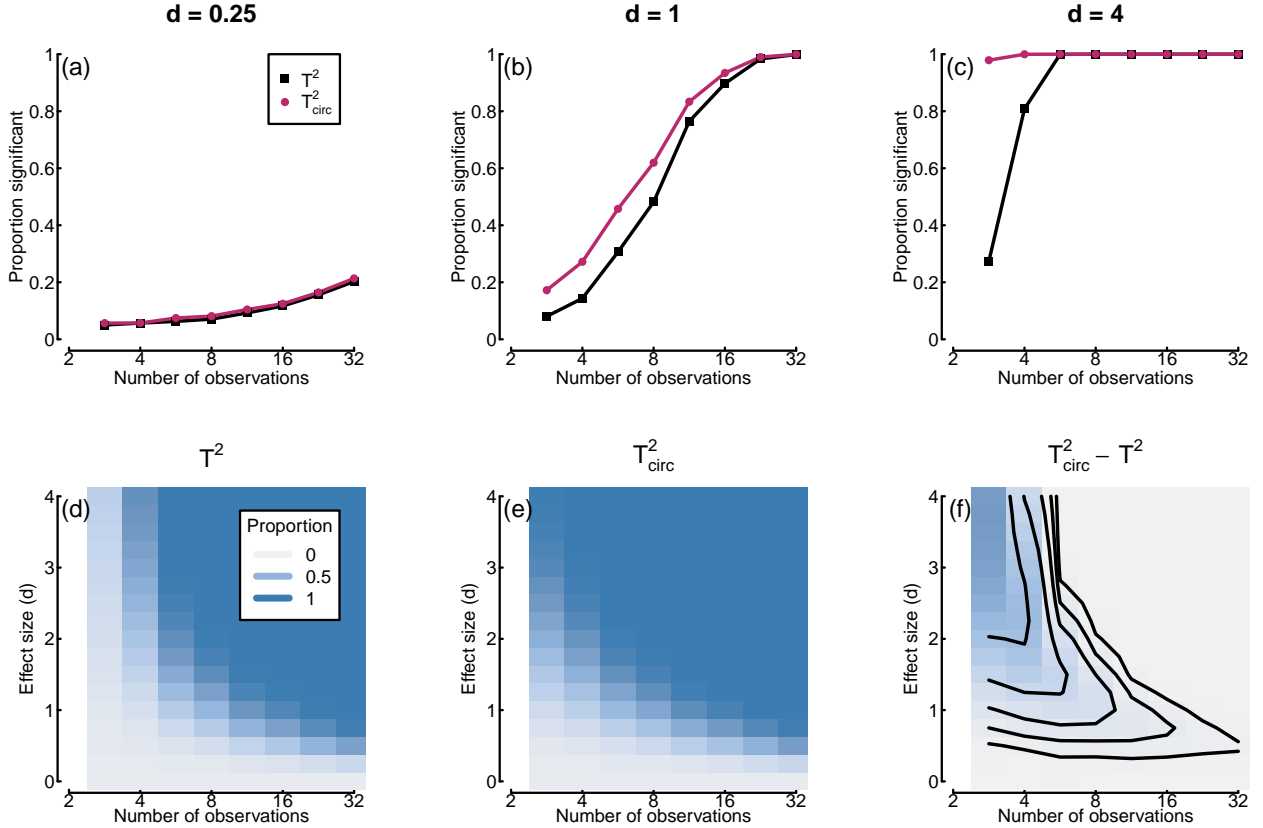 d = 0.25
d = 1
d = 4
(a)
T²
T²circ
Proportion significant
1
0.8
0.6
0.4
0.2
0
2 4 8 16 32
Number of observations
(b)
Proportion significant
1
0.8
0.6
0.4
0.2
0
2 4 8 16 32
Number of observations
(c)
Proportion significant
1
0.8
0.6
0.4
0.2
0
2 4 8 16 32
Number of observations
T²
(d)
Proportion
0
0.5
1
Effect size (d)
4
3
2
1
0
2 4 8 16 32
Number of observations
T²circ
(e)
Effect size (d)
4
3
2
1
0
2 4 8 16 32
Number of observations
T²circ − T²
(f)
Effect size (d)
4
3
2
1
0
2 4 8 16 32
Number of observations